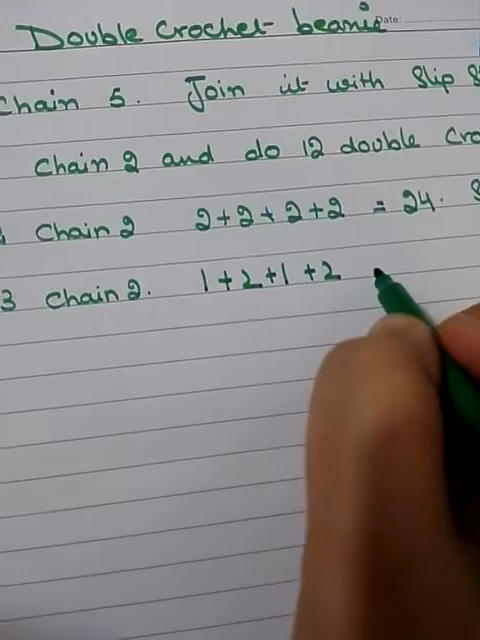 Date:
Double Crochet beanie
Chain 5. Join it with slip
Chain 2 and do 12 double
Chain 2 2+2+2+2 = 24.
3 Chain 2. 1+2+1+2